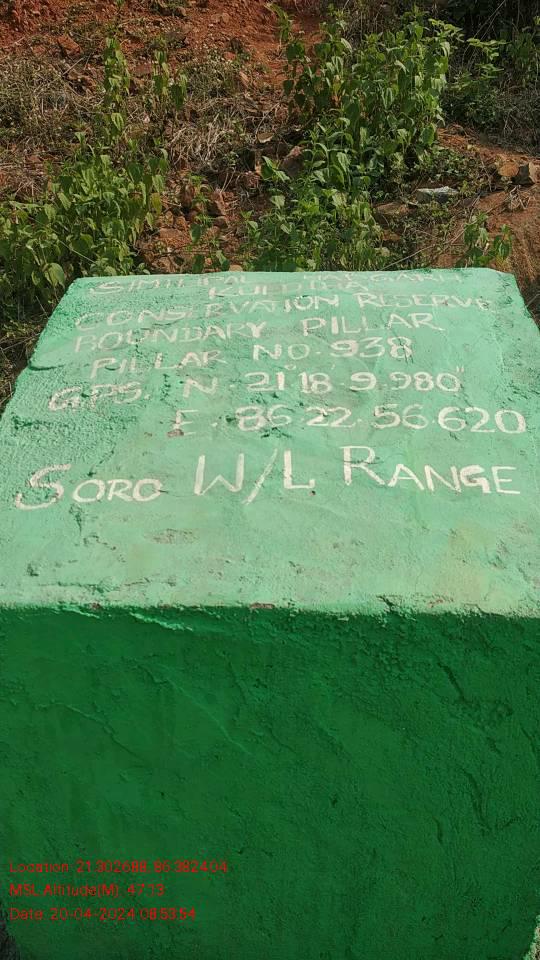 SIMILIPAL
KULDIHA
CONSERVATION RESERVE
BOUNDARY PILLAR
PILLAR NO. 938
GPS. N. 21°18.9.980"
E. 86.22.56.620
SORO W/L RANGE
Location: 21.302688, 86.382404
MSL Altitude(M): 47.13
Date: 20-04-2024 08:53:54